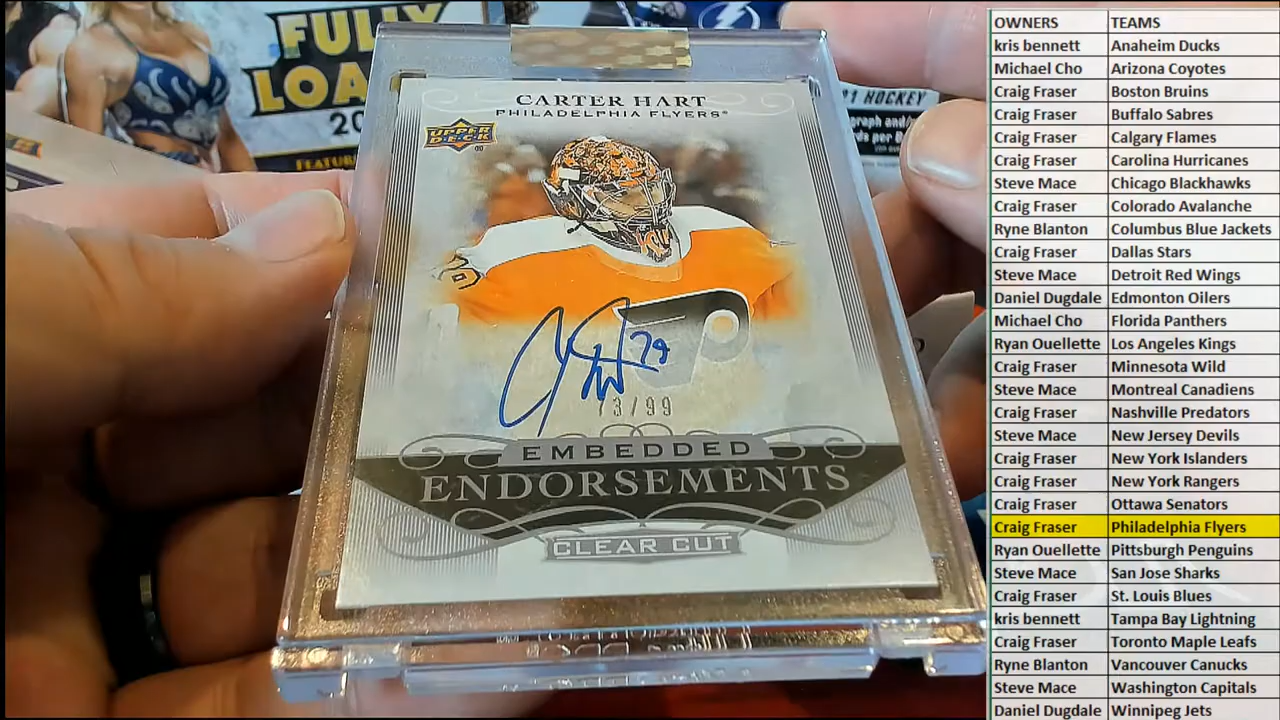 FULL
LOA
20
FEATUR
21 HOCKEY
CARTER HART
PHILADELPHIA FLYERS
UPPER
DECK
79
73/99
EMBEDDED
ENDORSEMENTS
CLEAR CUT
OWNERS TEAMS
kris bennett Anaheim Ducks
Michael Cho Arizona Coyotes
Craig Fraser Boston Bruins
Craig Fraser Buffalo Sabres
Craig Fraser Calgary Flames
Craig Fraser Carolina Hurricanes
Steve Mace Chicago Blackhawks
Craig Fraser Colorado Avalanche
Ryne Blanton Columbus Blue Jackets
Craig Fraser Dallas Stars
Steve Mace Detroit Red Wings
Daniel Dugdale Edmonton Oilers
Michael Cho Florida Panthers
Ryan Ouellette Los Angeles Kings
Craig Fraser Minnesota Wild
Steve Mace Montreal Canadiens
Craig Fraser Nashville Predators
Steve Mace New Jersey Devils
Craig Fraser New York Islanders
Craig Fraser New York Rangers
Craig Fraser Ottawa Senators
Craig Fraser Philadelphia Flyers
Ryan Ouellette Pittsburgh Penguins
Steve Mace San Jose Sharks
Craig Fraser St. Louis Blues
kris bennett Tampa Bay Lightning
Craig Fraser Toronto Maple Leafs
Ryne Blanton Vancouver Canucks
Steve Mace Washington Capitals
Daniel Dugdale Winnipeg Jets